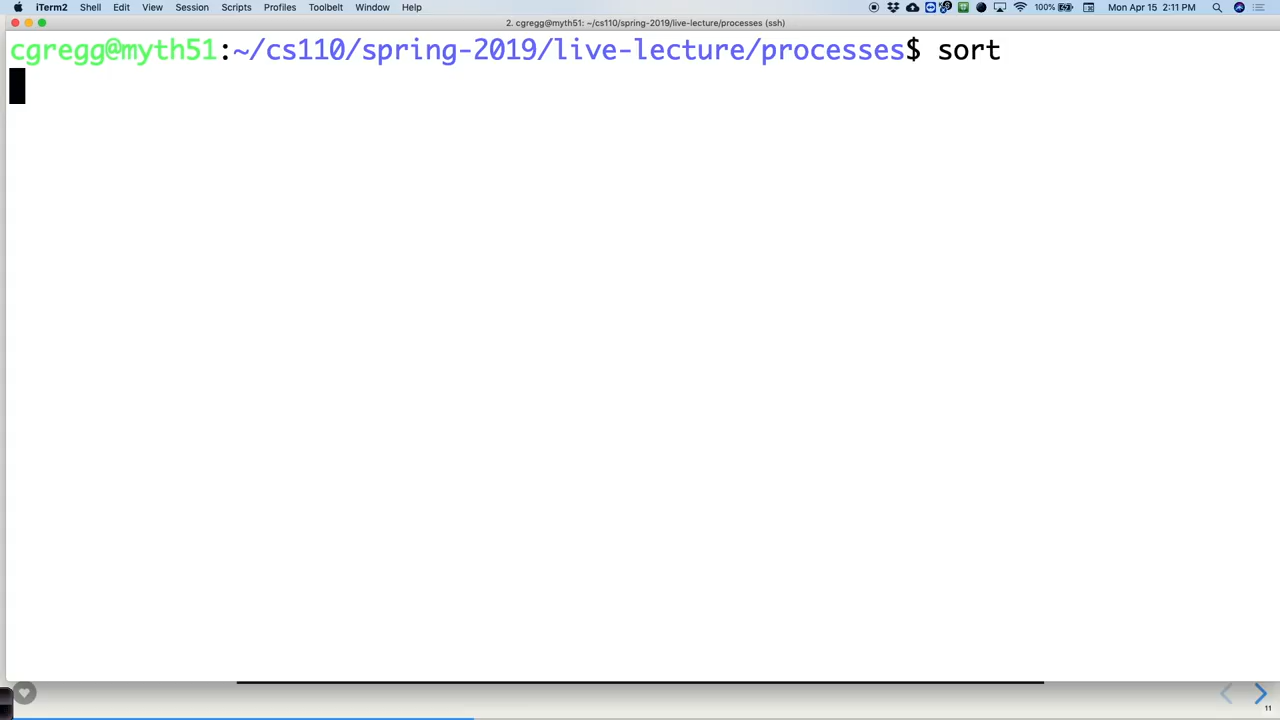 iTerm2 Shell Edit View Session Scripts Profiles Toolbelt Window Help 100% Mon Apr 15 2:11 PM
2. cgregg@myth51: ~/cs110/spring-2019/live-lecture/processes (ssh)
cgregg@myth51:~/cs110/spring-2019/live-lecture/processes$ sort
11